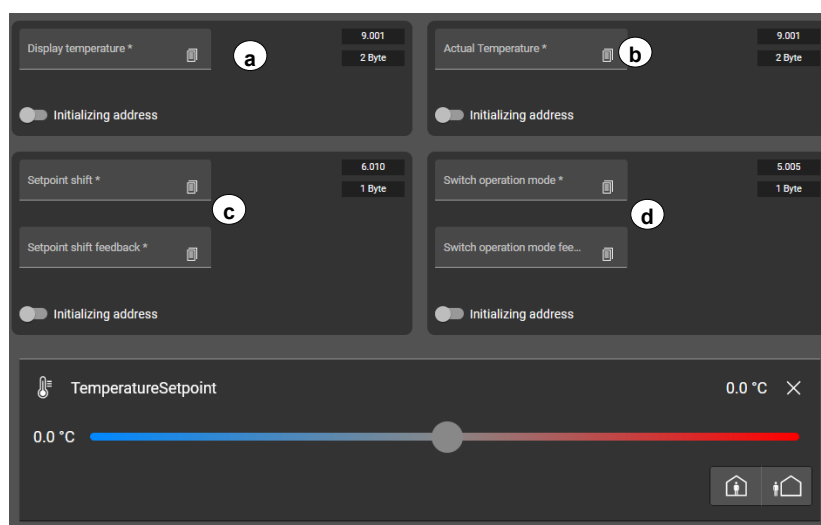 Display temperature *
a
9.001
2 Byte
Initializing address
Actual Temperature *
b
9.001
2 Byte
Initializing address
Setpoint shift *
6.010
1 Byte
c
Setpoint shift feedback *
Initializing address
Switch operation mode *
5.005
1 Byte
d
Switch operation mode fee...
Initializing address
TemperatureSetpoint
0.0 °C
0.0 °C